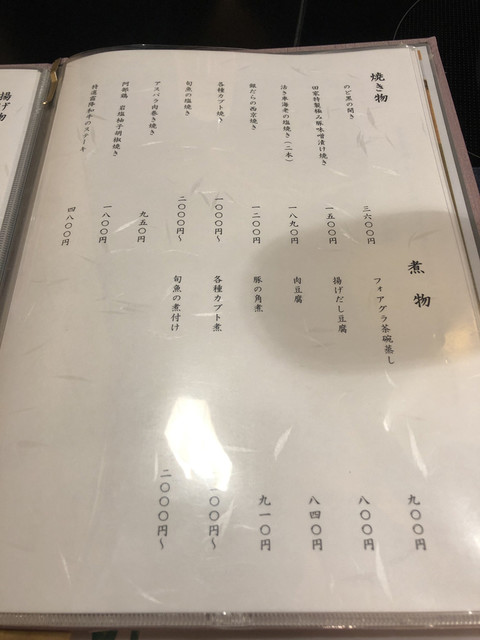 焼き物
のど黒の開き
三六〇〇円
田家特製極み豚味噌漬け焼き
一五〇〇円
活き車海老の塩焼き(二本)
一八九〇円
銀だらの西京焼き
一二〇〇円
各種カブト焼き
一〇〇〇円〜
旬魚の塩焼き
二〇〇〇円〜
アスパラ肉巻き焼き
九五〇円
阿部鶏 岩塩柚子胡椒焼き
一八〇〇円
特選霜降和牛のステーキ
四八〇〇円
煮物
フォアグラ茶碗蒸し
九〇〇円
揚げだし豆腐
八〇〇円
肉豆腐
八四〇円
豚の角煮
九一〇円
各種カブト煮
一〇〇〇円〜
旬魚の煮付け
二〇〇〇円〜
揚げ物